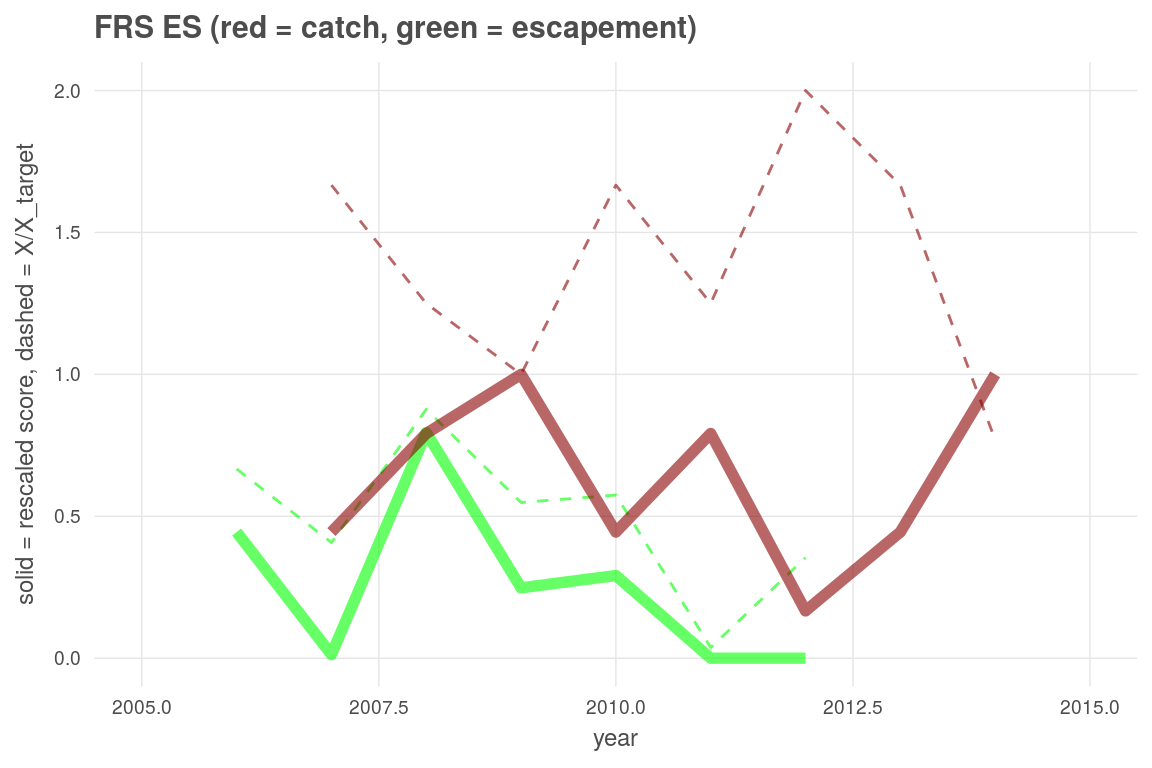 FRS ES (red = catch, green = escapement)
solid = rescaled score, dashed = X/X_target
2.0
1.5
1.0
0.5
0.0
2005.0 2007.5 2010.0 2012.5 2015.0
year